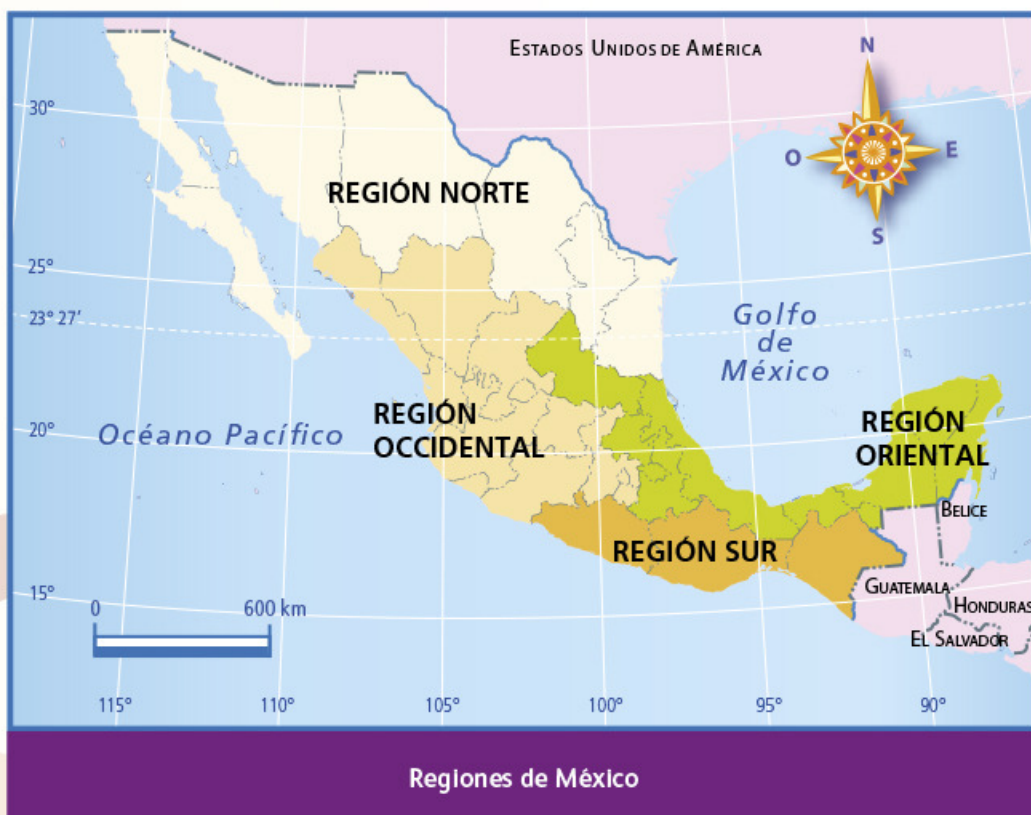 ESTADOS UNIDOS DE AMÉRICA
N
O
E
S
30°
REGIÓN NORTE
25°
23° 27'
Golfo
de
México
REGIÓN
OCCIDENTAL
REGIÓN
ORIENTAL
20°
Océano Pacífico
BELICE
REGIÓN SUR
15°
0
600 km
GUATEMALA
HONDURAS
EL SALVADOR
115°
110°
105°
100°
95°
90°
Regiones de México